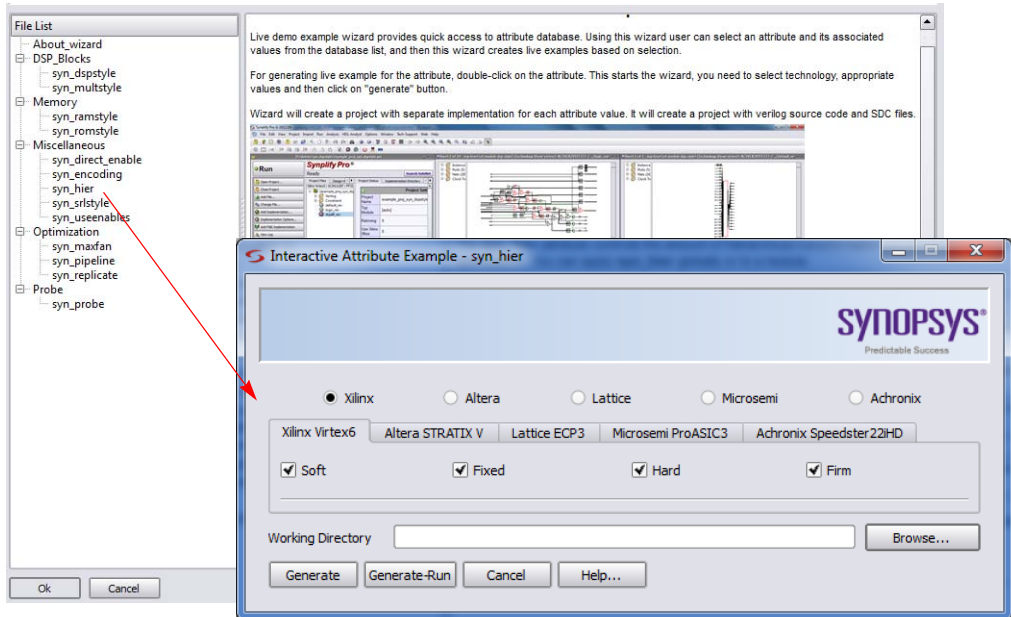 File List
About_wizard
DSP_Blocks
syn_dspstyle
syn_multstyle
Memory
syn_ramstyle
syn_romstyle
Miscellaneous
syn_direct_enable
syn_encoding
syn_hier
syn_srlstyle
syn_useenables
Optimization
syn_maxfan
syn_pipeline
syn_replicate
Probe
syn_probe
Ok
Cancel
Live demo example wizard provides quick access to attribute database. Using this wizard user can select an attribute and its associated
values from the database list, and then this wizard creates live examples based on selection.
For generating live example for the attribute, double-click on the attribute. This starts the wizard, you need to select technology, appropriate
values and then click on "generate" button.
Wizard will create a project with separate implementation for each attribute value. It will create a project with verilog source code and SDC files.
Run
Synplify Pro®
Ready
Interactive Attribute Example - syn_hier
SYNOPSYS®
Predictable Success
Xilinx Altera Lattice Microsemi Achronix
Xilinx Virtex6 Altera STRATIX V Lattice ECP3 Microsemi ProASIC3 Achronix Speedster22iHD
Soft Fixed Hard Firm
Working Directory Browse...
Generate Generate-Run Cancel Help...